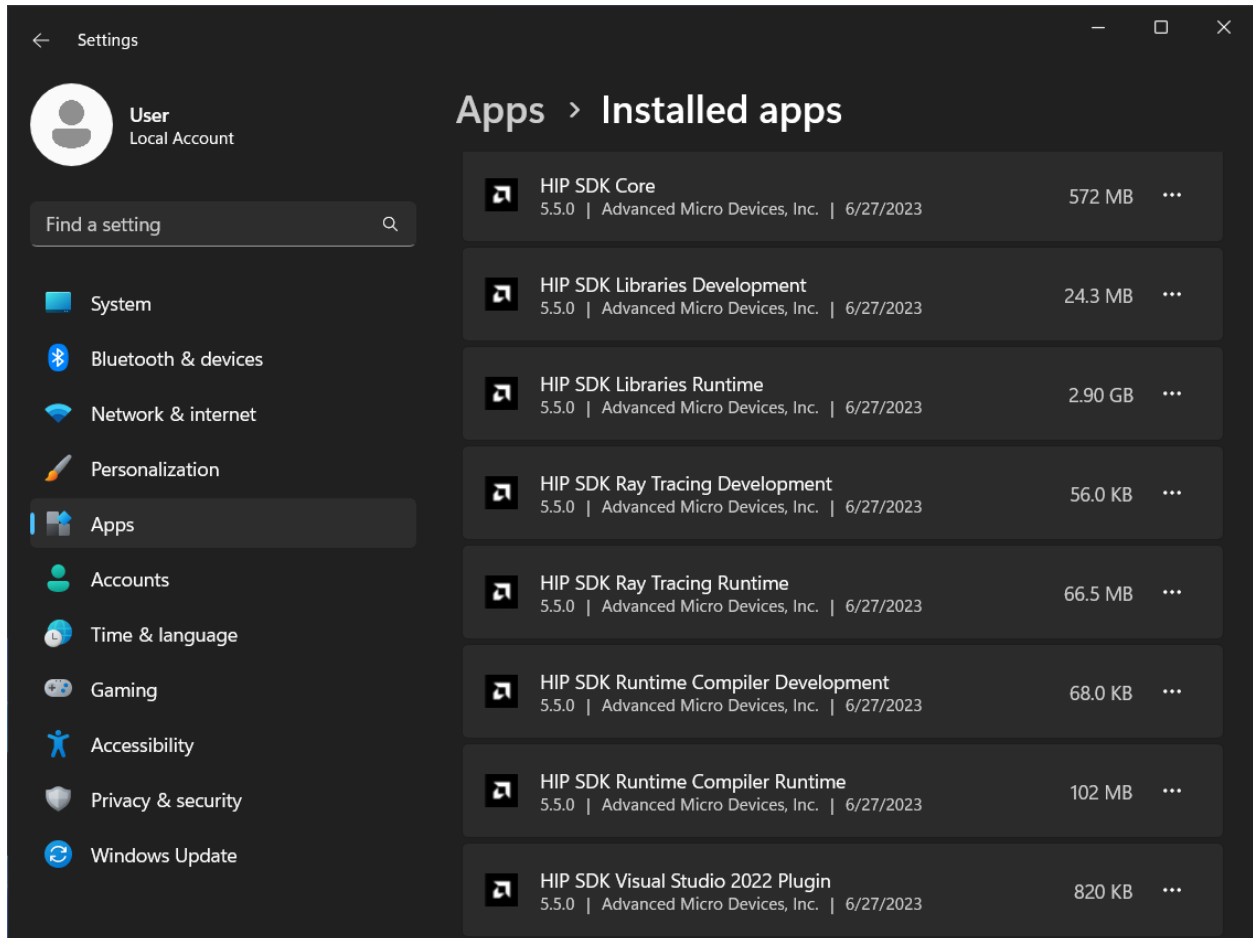 Settings
User
Local Account
Find a setting
System
Bluetooth & devices
Network & internet
Personalization
Apps
Accounts
Time & language
Gaming
Accessibility
Privacy & security
Windows Update
Apps › Installed apps
HIP SDK Core
5.5.0 | Advanced Micro Devices, Inc. | 6/27/2023
572 MB
HIP SDK Libraries Development
5.5.0 | Advanced Micro Devices, Inc. | 6/27/2023
24.3 MB
HIP SDK Libraries Runtime
5.5.0 | Advanced Micro Devices, Inc. | 6/27/2023
2.90 GB
HIP SDK Ray Tracing Development
5.5.0 | Advanced Micro Devices, Inc. | 6/27/2023
56.0 KB
HIP SDK Ray Tracing Runtime
5.5.0 | Advanced Micro Devices, Inc. | 6/27/2023
66.5 MB
HIP SDK Runtime Compiler Development
5.5.0 | Advanced Micro Devices, Inc. | 6/27/2023
68.0 KB
HIP SDK Runtime Compiler Runtime
5.5.0 | Advanced Micro Devices, Inc. | 6/27/2023
102 MB
HIP SDK Visual Studio 2022 Plugin
5.5.0 | Advanced Micro Devices, Inc. | 6/27/2023
820 KB